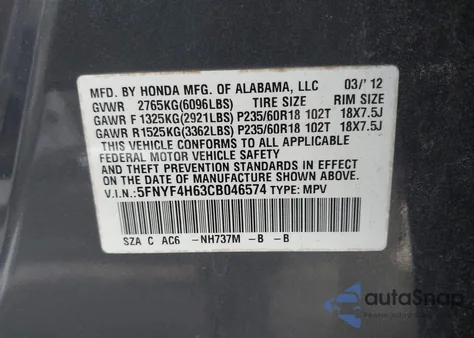 MFD. BY HONDA MFG. OF ALABAMA, LLC 03/'12
GVWR 2765KG(6096LBS) TIRE SIZE RIM SIZE
GAWR F 1325KG(2921LBS) P235/60R18 102T 18X7.5J
GAWR R 1525KG(3362LBS) P235/60R18 102T 18X7.5J
THIS VEHICLE CONFORMS TO ALL APPLICABLE
FEDERAL MOTOR VEHICLE SAFETY
AND THEFT PREVENTION STANDARDS IN EFFECT
ON THE DATE OF MANUFACTURE SHOWN ABOVE.
V.I.N.: 5FNYF4H63CB046574 TYPE: MPV
SZA C AC6 -NH737M -B -B
autoSnap